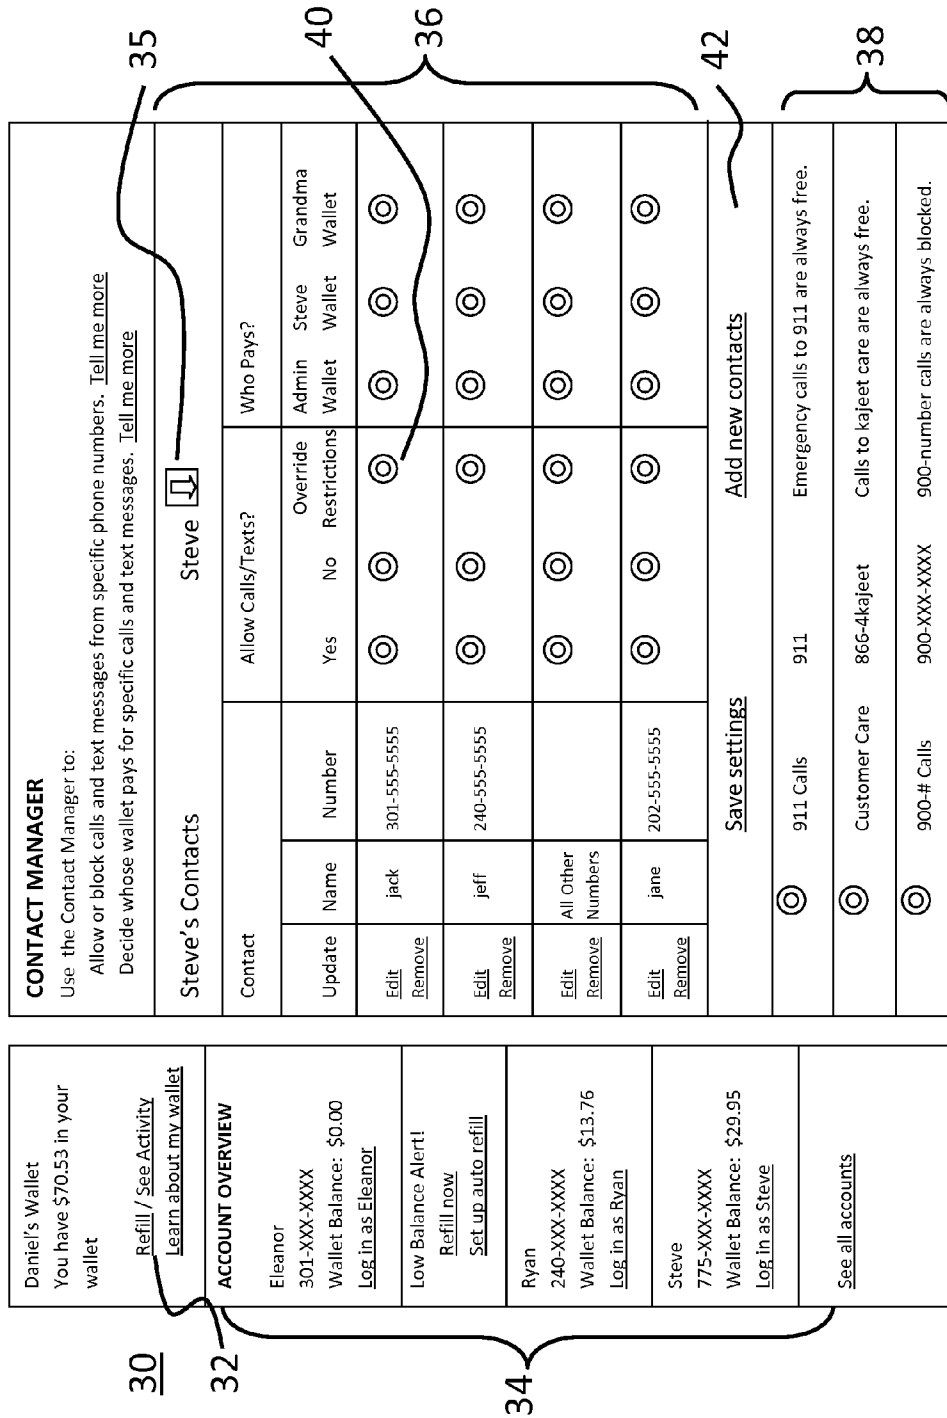 30
32
34
35
40
36
42
38
Daniel's Wallet
You have $70.53 in your
wallet
Refill / See Activity
Learn about my wallet
ACCOUNT OVERVIEW
Eleanor
301-XXX-XXXX
Wallet Balance: $0.00
Log in as Eleanor
Low Balance Alert!
Refill now
Set up auto refill
Ryan
240-XXX-XXXX
Wallet Balance: $13.76
Log in as Ryan
Steve
775-XXX-XXXX
Wallet Balance: $29.95
Log in as Steve
See all accounts
CONTACT MANAGER
Use the Contact Manager to:
Allow or block calls and text messages from specific phone numbers. Tell me more
Decide whose wallet pays for specific calls and text messages. Tell me more
Steve's Contacts Steve
Contact Allow Calls/Texts? Who Pays?
Update Name Number Yes No Override Restrictions Admin Wallet Steve Wallet Grandma Wallet
Edit Remove jack 301-555-5555
Edit Remove jeff 240-555-5555
Edit Remove All Other Numbers
Edit Remove jane 202-555-5555
Save settings Add new contacts
911 Calls 911 Emergency calls to 911 are always free.
Customer Care 866-4kajeet Calls to kajeet care are always free.
900-# Calls 900-XXX-XXXX 900-number calls are always blocked.